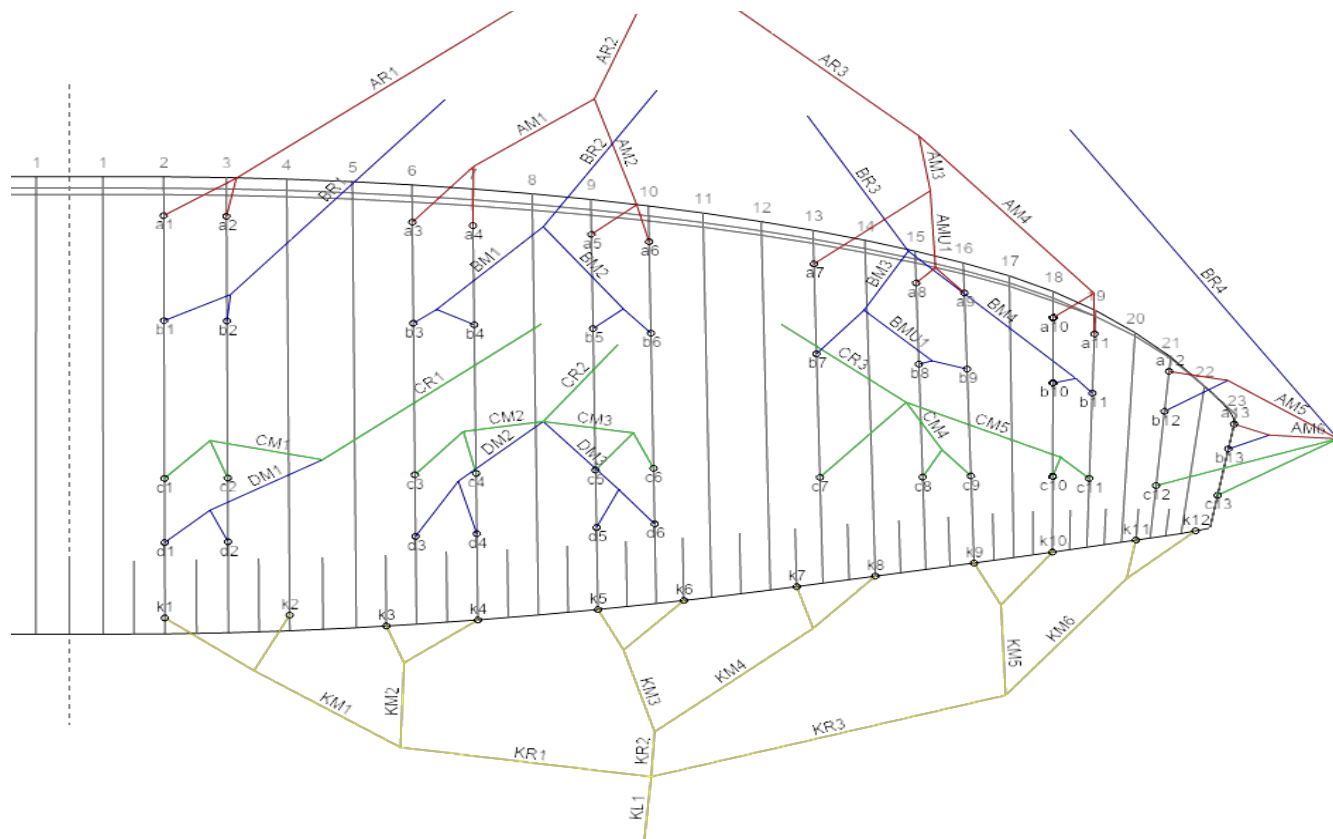 AR1
AR2
AR3
AM1
BR2
AM2
BR1
BR3
AM3
AM4
AMU1
BR4
1
1
2
3
4
5
6
7
8
9
10
11
12
13
14
15
16
17
18
19
20
21
22
23
a1
a2
a3
a4
a5
a6
a7
a8
a9
a10
a11
a12
a13
BM1
BM2
BM3
BM4
BMU1
AM5
AM6
b1
b2
b3
b4
b5
b6
b7
b8
b9
b10
b11
b12
b13
CR1
CR2
CR3
CM1
CM2
CM3
CM4
CM5
DM1
DM2
DM3
c1
c2
c3
c4
c5
c6
c7
c8
c9
c10
c11
c12
c13
d1
d2
d3
d4
d5
d6
k1
k2
k3
k4
k5
k6
k7
k8
k9
k10
k11
k12
KM1
KM2
KM3
KM4
KM5
KM6
KR1
KR2
KR3
KL1